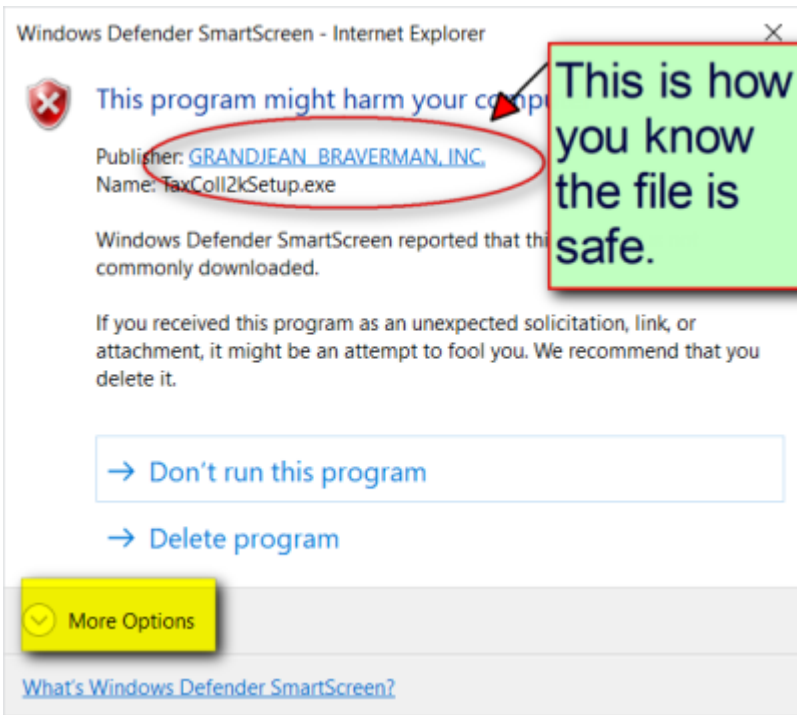 Windows Defender SmartScreen - Internet Explorer
This program might harm your comp
This is how
you know
the file is
safe.
Publisher: GRANDJEAN BRAVERMAN, INC.
Name: TaxColl2kSetup.exe
Windows Defender SmartScreen reported that thi
commonly downloaded.
If you received this program as an unexpected solicitation, link, or
attachment, it might be an attempt to fool you. We recommend that you
delete it.
→ Don't run this program
→ Delete program
More Options
What's Windows Defender SmartScreen?